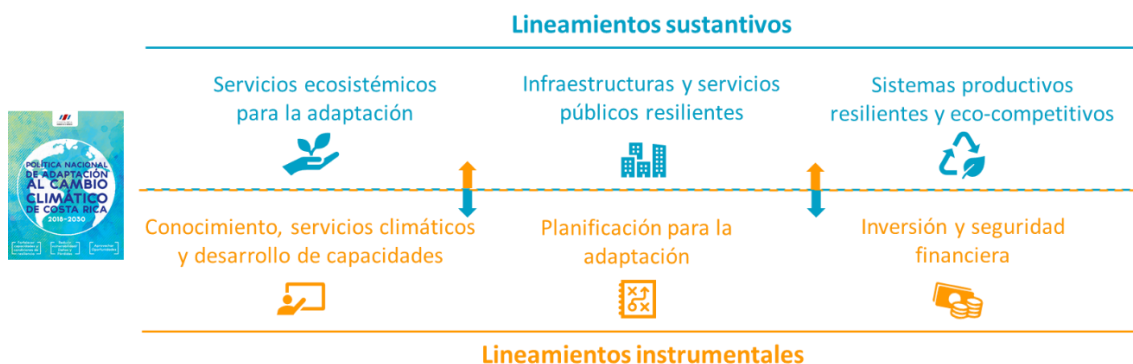 Lineamientos sustantivos
Servicios ecosistémicos
para la adaptación
Infraestructuras y servicios
públicos resilientes
Sistemas productivos
resilientes y eco-competitivos
POLÍTICA NACIONAL
DE ADAPTACIÓN
AL CAMBIO
CLIMÁTICO
DE COSTA RICA
2018-2030
Conocimiento, servicios climáticos
y desarrollo de capacidades
Planificación para la
adaptación
Inversión y seguridad
financiera
Lineamientos instrumentales